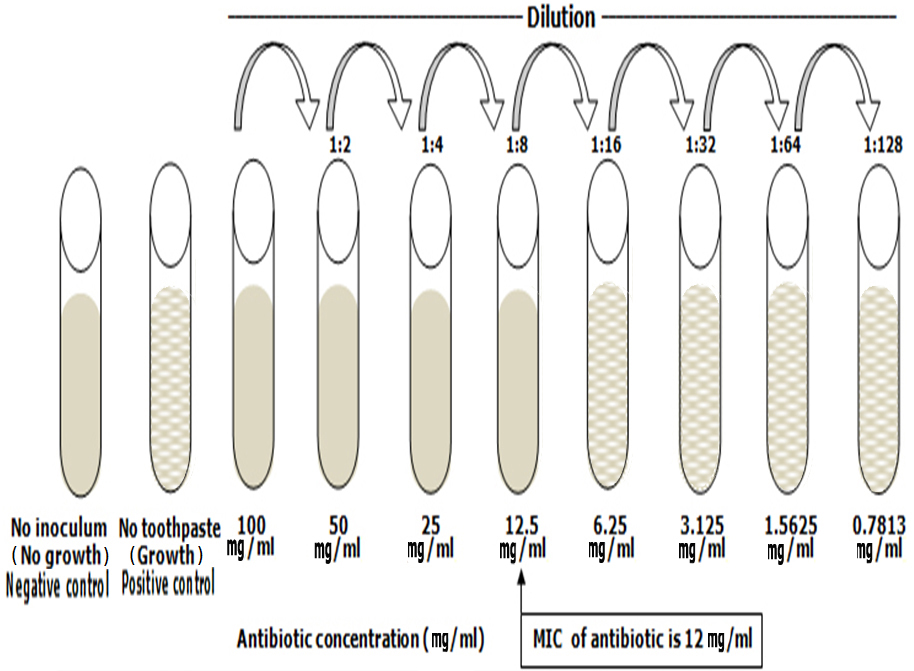 Dilution
1:2 1:4 1:8 1:16 1:32 1:64 1:128
No inoculum No toothpaste 100 50 25 12.5 6.25 3.125 1.5625 0.7813
(No growth) (Growth) mg/ml mg/ml mg/ml mg/ml mg/ml mg/ml mg/ml mg/ml
Negative control Positive control
Antibiotic concentration (mg/ml) MIC of antibiotic is 12 mg/ml